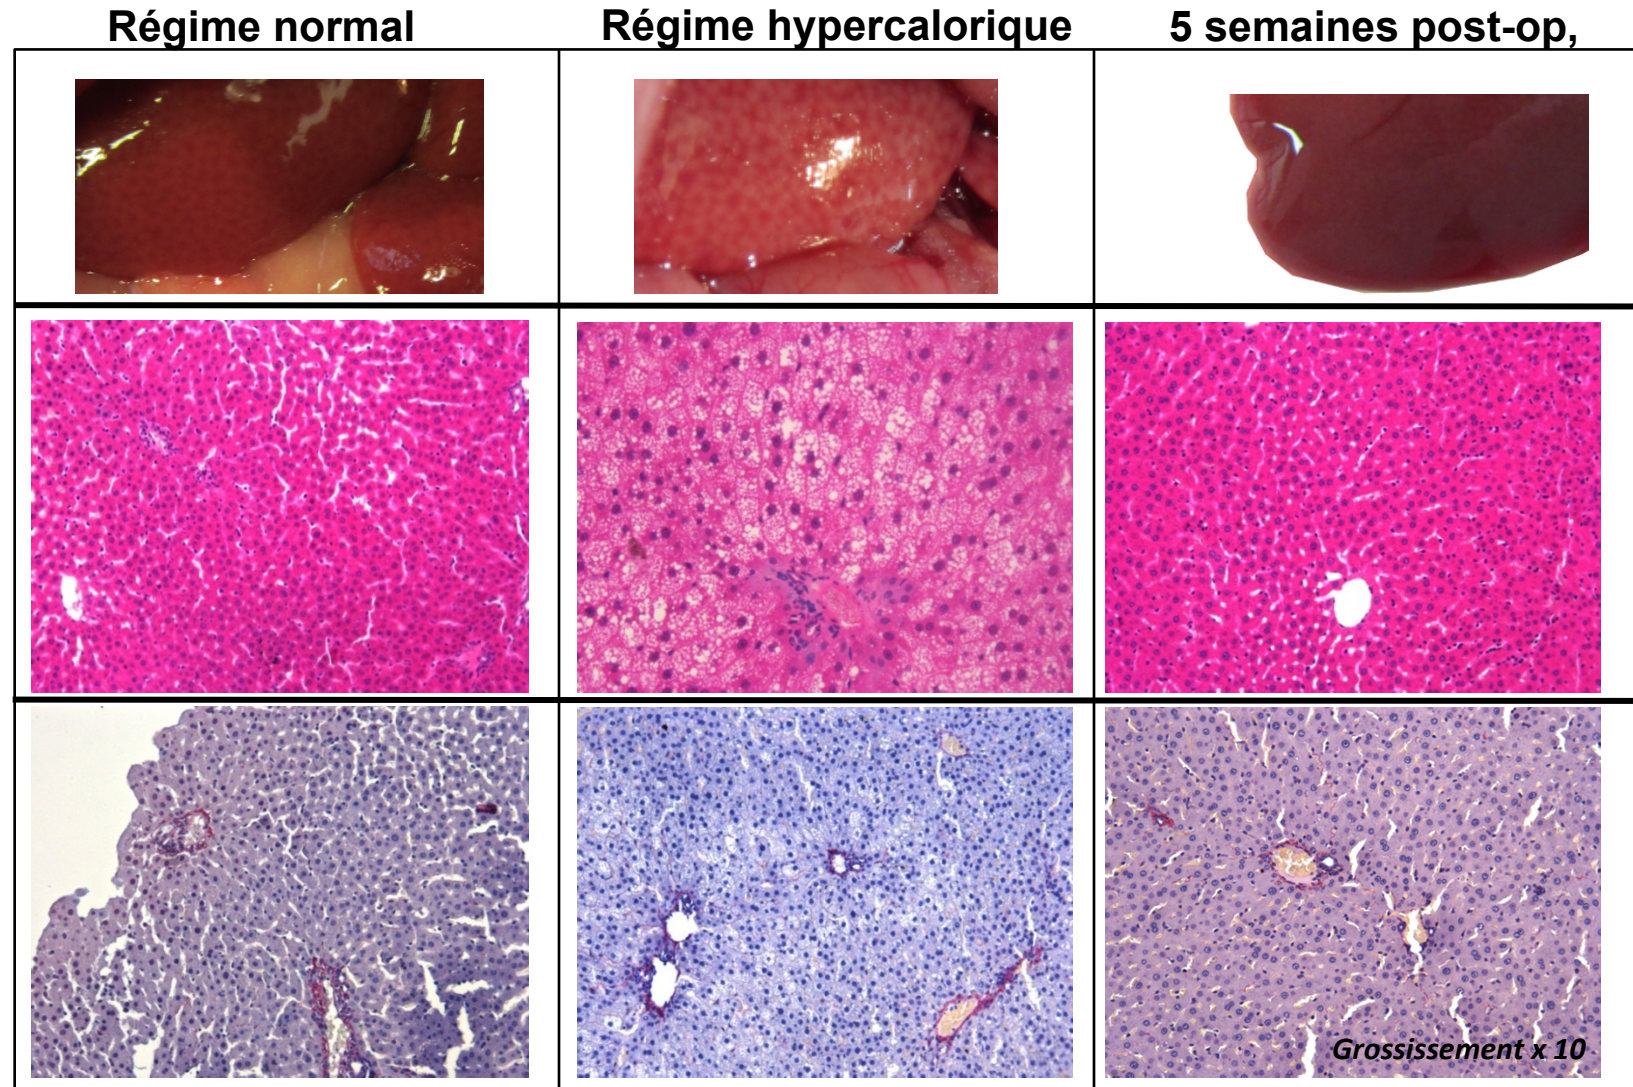 Régime normal
Régime hypercalorique
5 semaines post-op,
Grossissement x 10